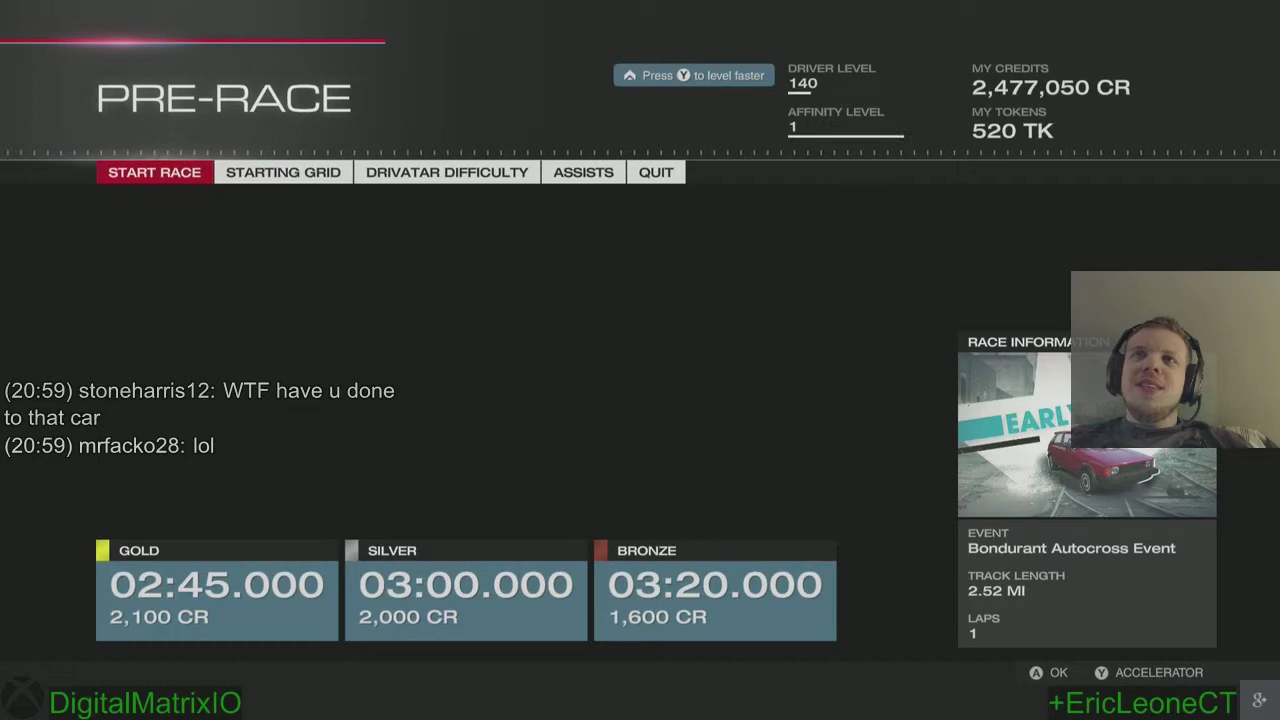 Press Y to level faster
DRIVER LEVEL
140
AFFINITY LEVEL
1
MY CREDITS
2,477,050 CR
MY TOKENS
520 TK
PRE-RACE
START RACE
STARTING GRID
DRIVATAR DIFFICULTY
ASSISTS
QUIT
(20:59) stoneharris12: WTF have u done
to that car
(20:59) mrfacko28: lol
RACE INFORMATION
EARLY
EVENT
Bondurant Autocross Event
TRACK LENGTH
2.52 MI
LAPS
1
GOLD
02:45.000
2,100 CR
SILVER
03:00.000
2,000 CR
BRONZE
03:20.000
1,600 CR
A OK
Y ACCELERATOR
DigitalMatrixIO
+EricLeoneCT
g+